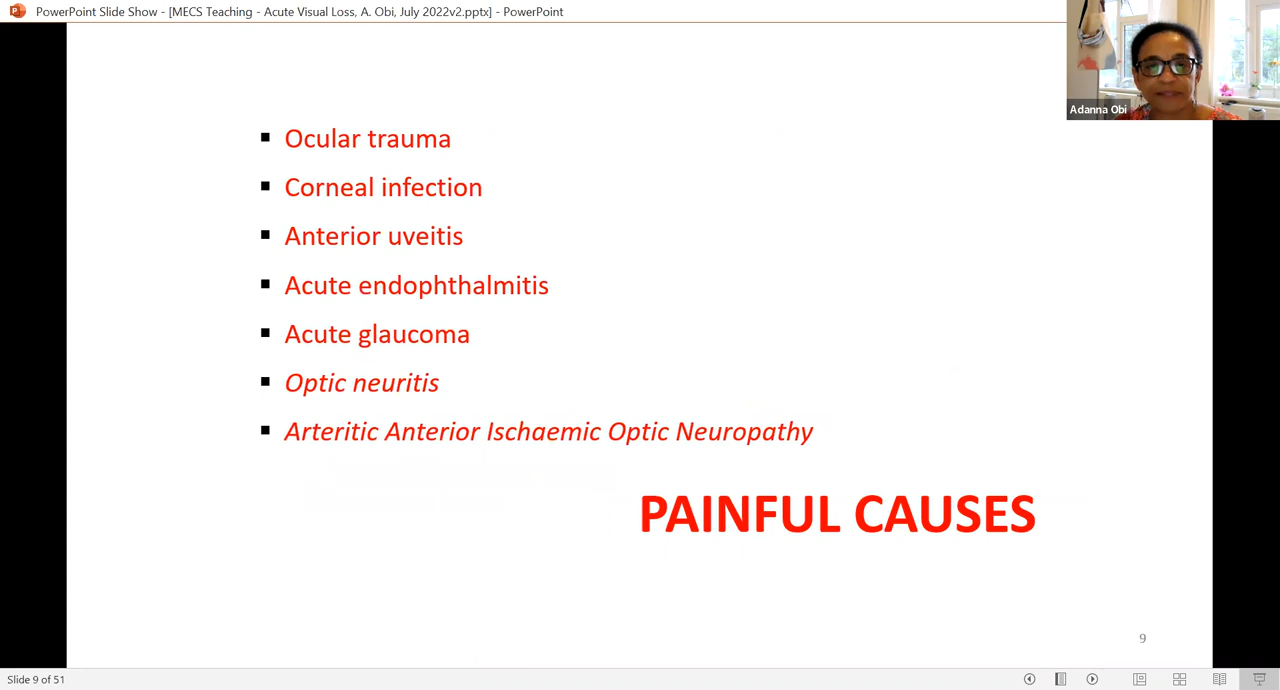 PowerPoint Slide Show - [MECS Teaching - Acute Visual Loss, A. Obi, July 2022v2.pptx] - PowerPoint
Adanna Obi
Ocular trauma
Corneal infection
Anterior uveitis
Acute endophthalmitis
Acute glaucoma
Optic neuritis
Arteritic Anterior Ischaemic Optic Neuropathy
PAINFUL CAUSES
9
Slide 9 of 51